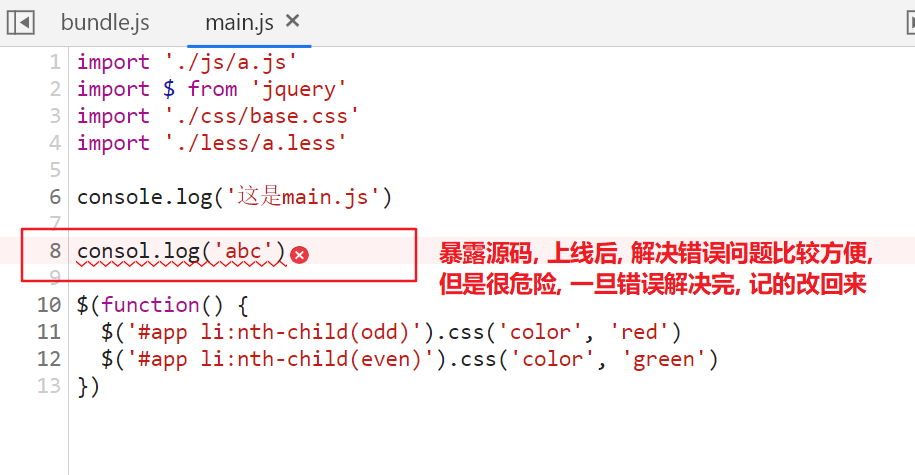 bundle.js main.js ×
1 import './js/a.js'
2 import $ from 'jquery'
3 import './css/base.css'
4 import './less/a.less'
5
6 console.log('这是main.js')
7
8 consol.log('abc')
暴露源码, 上线后, 解决错误问题比较方便,
9
但是很危险, 一旦错误解决完, 记的改回来
10 $(function() {
11   $('#app li:nth-child(odd)').css('color', 'red')
12   $('#app li:nth-child(even)').css('color', 'green')
13 })